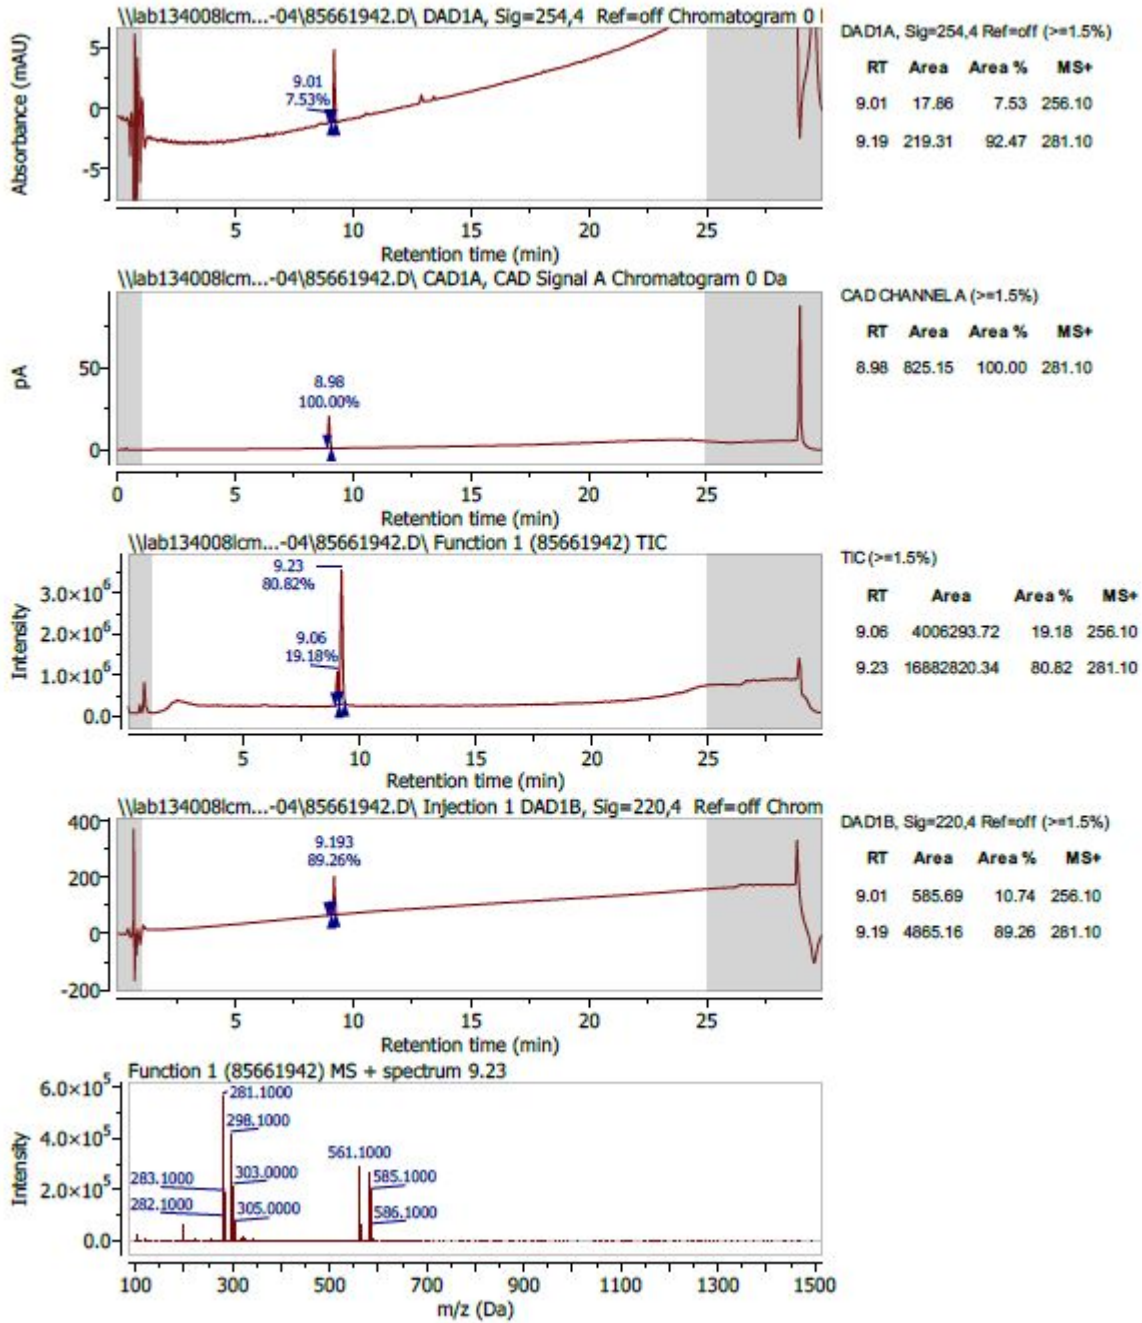 \\lab134008lcm...-04\85661942.D\ DAD1A, Sig=254,4 Ref=off Chromatogram 0
Absorbance (mAU)
5
0
-5
9.01
7.53%
5 10 15 20 25
Retention time (min)
DAD1A, Sig=254,4 Ref=off (>=1.5%)
RT Area Area % MS+
9.01 17.86 7.53 256.10
9.19 219.31 92.47 281.10
\\lab134008lcm...-04\85661942.D\ CAD1A, CAD Signal A Chromatogram 0 Da
pA
50
0
8.98
100.00%
0 5 10 15 20 25
Retention time (min)
CAD CHANNEL A (>=1.5%)
RT Area Area % MS+
8.98 825.15 100.00 281.10
\\lab134008lcm...-04\85661942.D\ Function 1 (85661942) TIC
Intensity
3.0×10⁶
2.0×10⁶
1.0×10⁶
0.0
9.23
80.82%
9.06
19.18%
5 10 15 20 25
Retention time (min)
TIC (>=1.5%)
RT Area Area % MS+
9.06 4006293.72 19.18 256.10
9.23 16882820.34 80.82 281.10
\\lab134008lcm...-04\85661942.D\ Injection 1 DAD1B, Sig=220,4 Ref=off Chrom
400
200
0
-200
9.193
89.26%
5 10 15 20 25
Retention time (min)
DAD1B, Sig=220,4 Ref=off (>=1.5%)
RT Area Area % MS+
9.01 585.69 10.74 256.10
9.19 4865.16 89.26 281.10
Function 1 (85661942) MS + spectrum 9.23
Intensity
6.0×10⁵
4.0×10⁵
2.0×10⁵
0.0
281.1000
298.1000
283.1000
303.0000
282.1000
305.0000
561.1000
585.1000
586.1000
100 300 500 700 900 1100 1300 1500
m/z (Da)